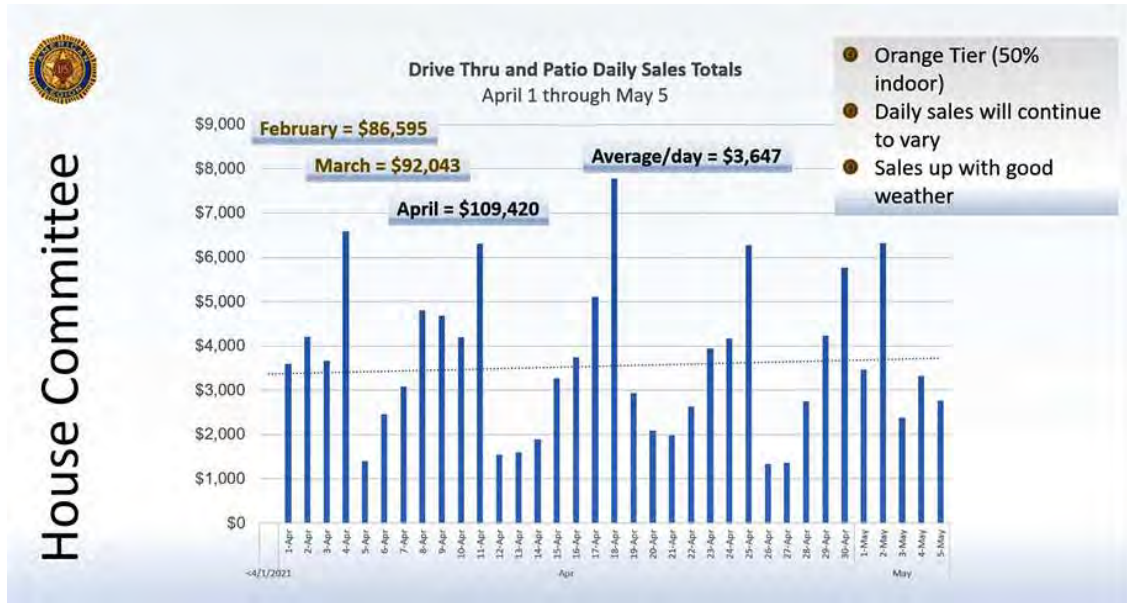 AMERICAN
US
LEGION
House Committee
Drive Thru and Patio Daily Sales Totals
April 1 through May 5
Orange Tier (50%
indoor)
Daily sales will continue
to vary
Sales up with good
weather
February = $86,595
March = $92,043
April = $109,420
Average/day = $3,647
$9,000
$8,000
$7,000
$6,000
$5,000
$4,000
$3,000
$2,000
$1,000
$0
1-Apr
2-Apr
3-Apr
4-Apr
5-Apr
6-Apr
7-Apr
8-Apr
9-Apr
10-Apr
11-Apr
12-Apr
13-Apr
14-Apr
15-Apr
16-Apr
17-Apr
18-Apr
19-Apr
20-Apr
21-Apr
22-Apr
23-Apr
24-Apr
25-Apr
26-Apr
27-Apr
28-Apr
29-Apr
30-Apr
1-May
2-May
3-May
4-May
5-May
<4/1/2021
Apr
May